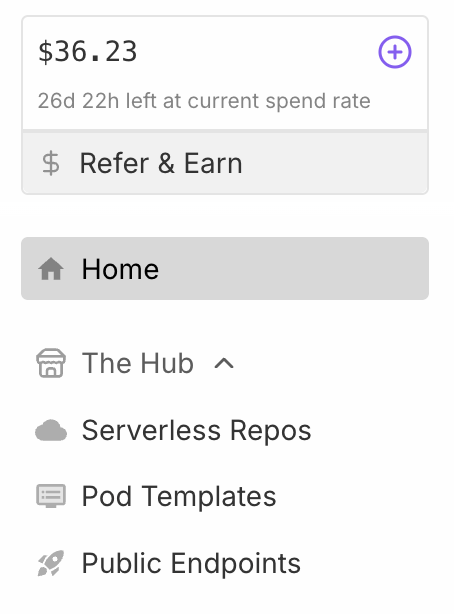 $36.23
26d 22h left at current spend rate
Refer & Earn
Home
The Hub
Serverless Repos
Pod Templates
Public Endpoints